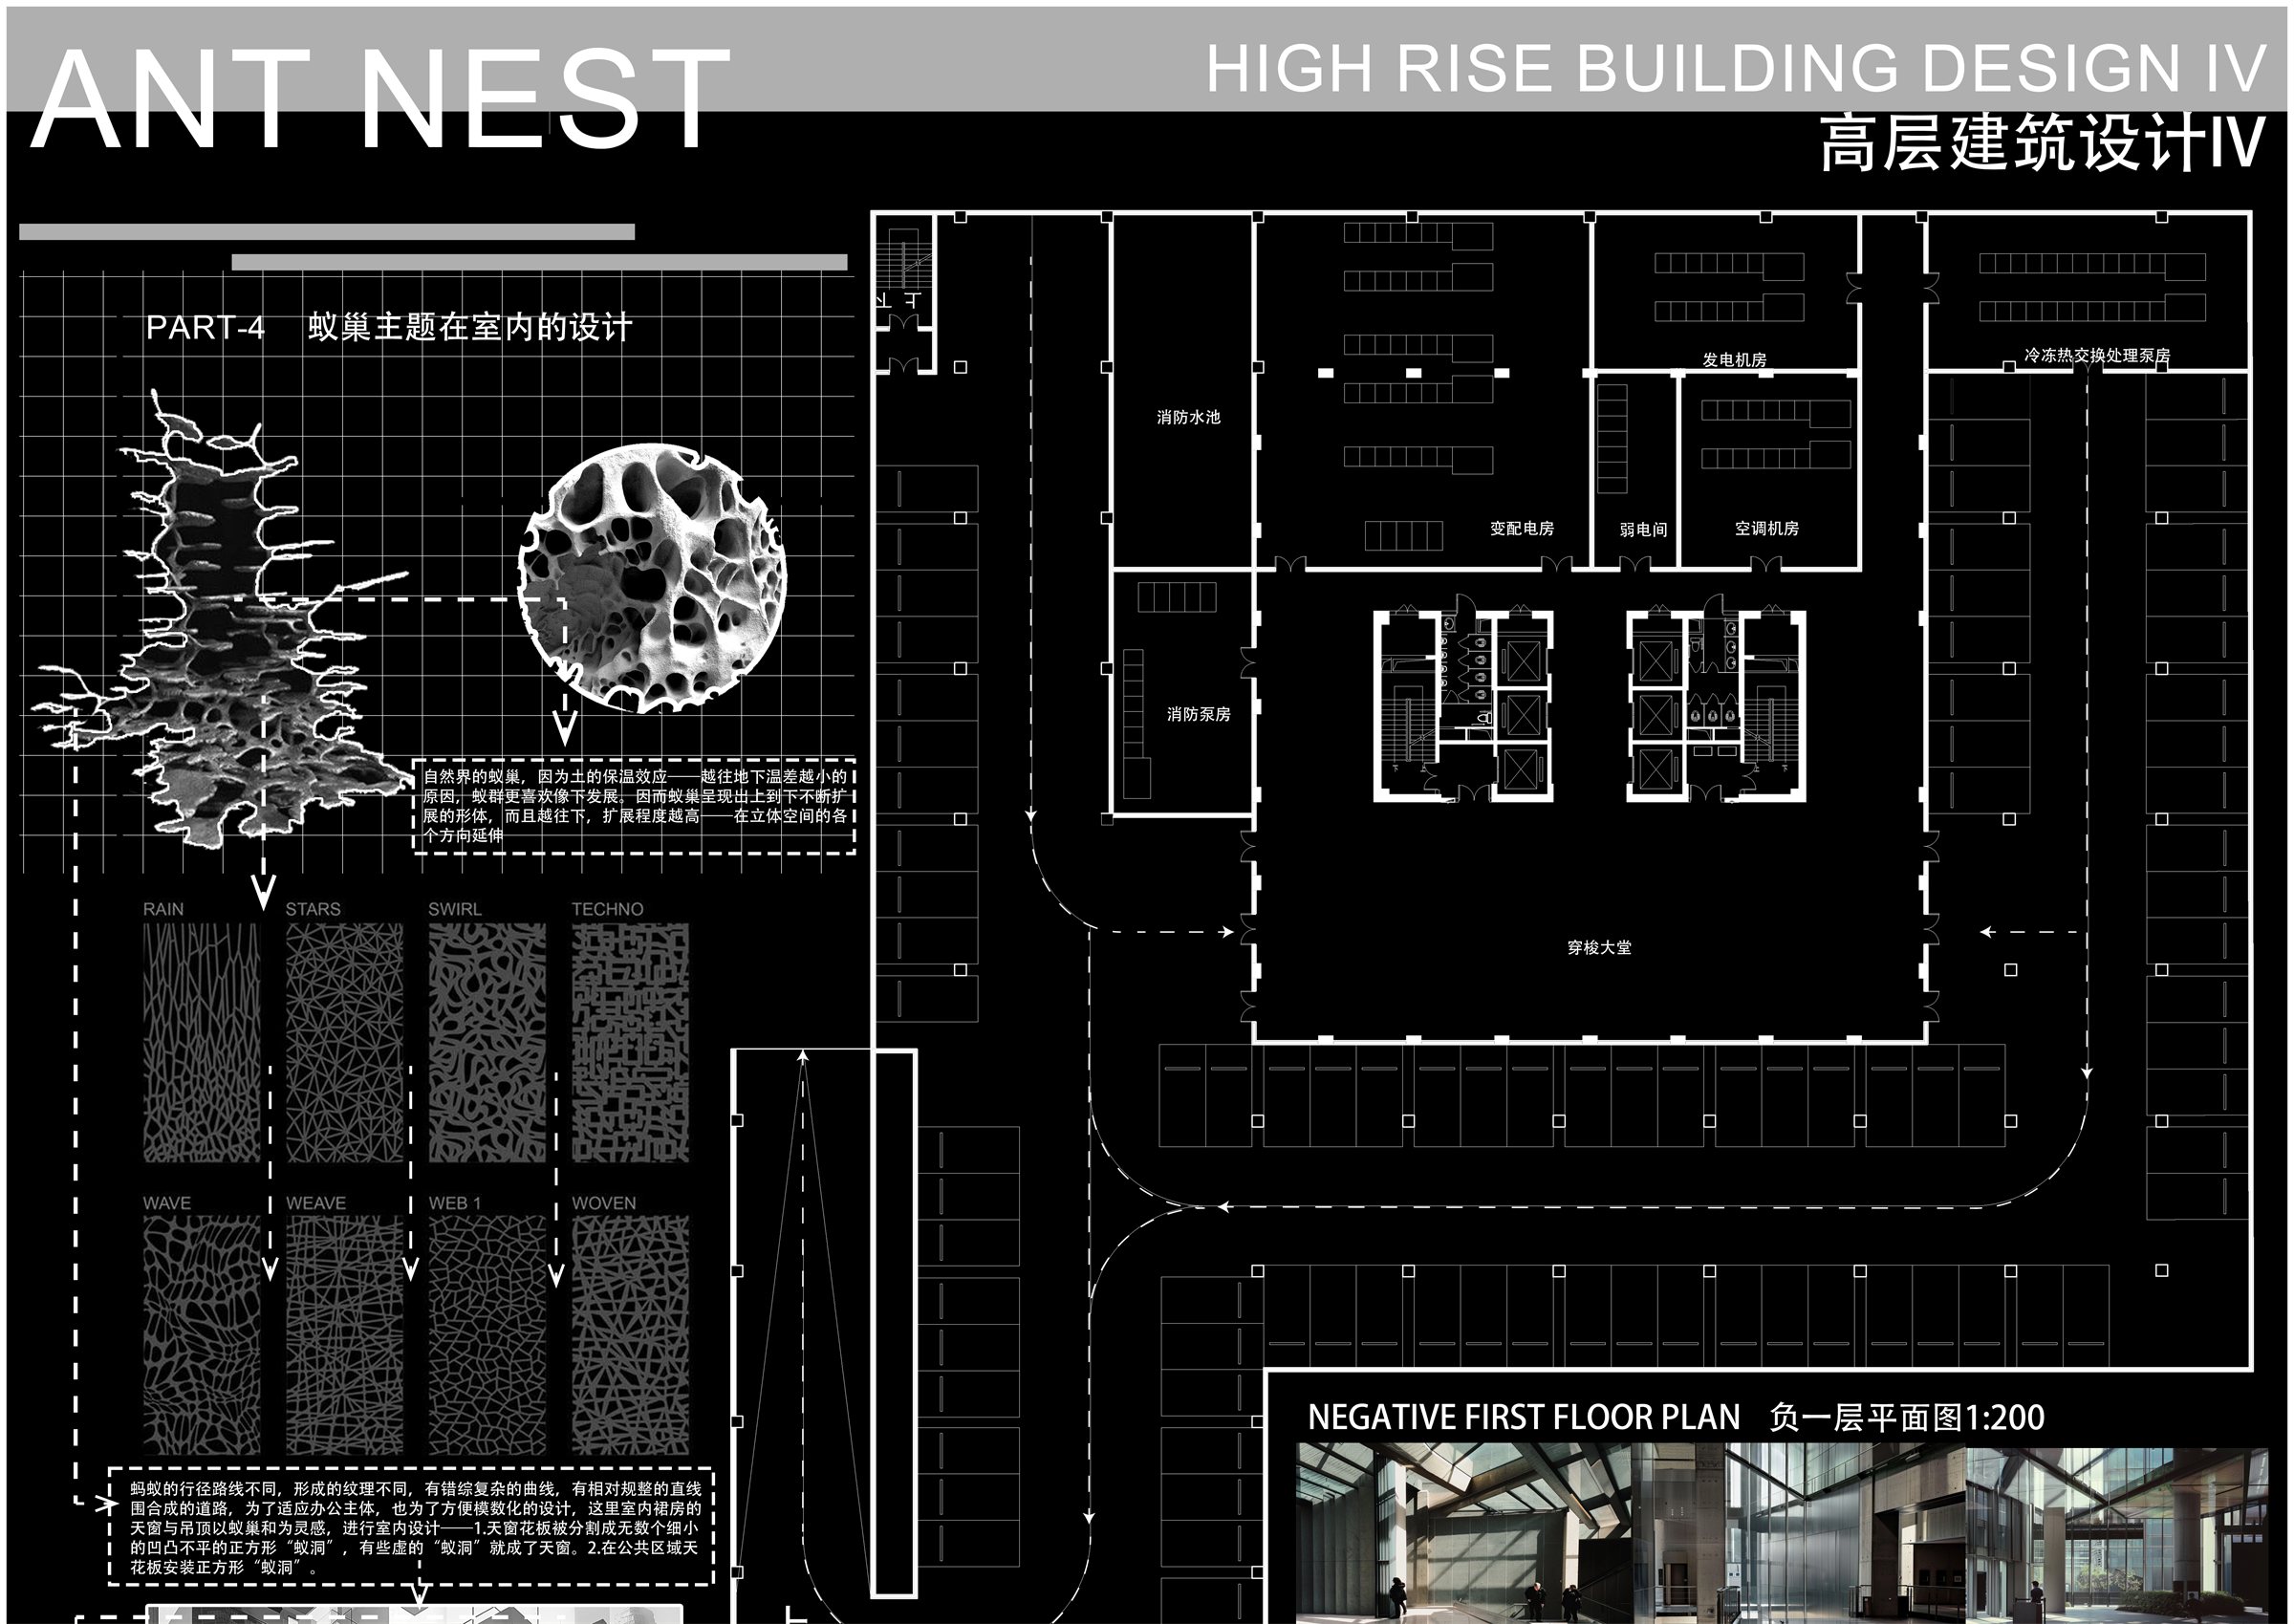 ANT NEST
HIGH RISE BUILDING DESIGN IV
高层建筑设计IV
PART-4 蚁巢主题在室内的设计
自然界的蚁巢，因为土的保温效应——越往地下温差越小的
原因，蚁群更喜欢像下发展。因而蚁巢呈现出上到下不断扩
展的形体，而且越往下，扩展程度越高——在立体空间的各
个方向延伸
RAIN STARS SWIRL TECHNO
WAVE WEAVE WEB 1 WOVEN
蚂蚁的行径路线不同，形成的纹理不同，有错综复杂的曲线，有相对规整的直线
围合成的道路，为了适应办公主体，也为了方便模数化的设计，这里室内裙房的
天窗与吊顶以蚁巢和为灵感，进行室内设计——1.天窗花板被分割成无数个细小
的凹凸不平的正方形“蚁洞”，有些虚的“蚁洞”就成了天窗。2.在公共区域天
花板安装正方形“蚁洞”。
上 下
消防水池
发电机房
冷冻热交换处理泵房
变配电房
弱电间
空调机房
消防泵房
穿梭大堂
NEGATIVE FIRST FLOOR PLAN 负一层平面图1:200